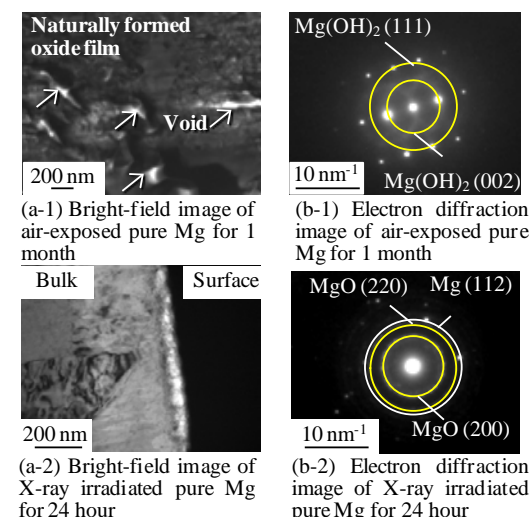 Naturally formed
oxide film
Void
200 nm
(a-1) Bright-field image of
air-exposed pure Mg for 1
month
Mg(OH)₂ (111)
10 nm⁻¹
Mg(OH)₂ (002)
(b-1) Electron diffraction
image of air-exposed pure
Mg for 1 month
Bulk
Surface
200 nm
(a-2) Bright-field image of
X-ray irradiated pure Mg
for 24 hour
MgO (220)
Mg (112)
10 nm⁻¹
MgO (200)
(b-2) Electron diffraction
image of X-ray irradiated
pure Mg for 24 hour